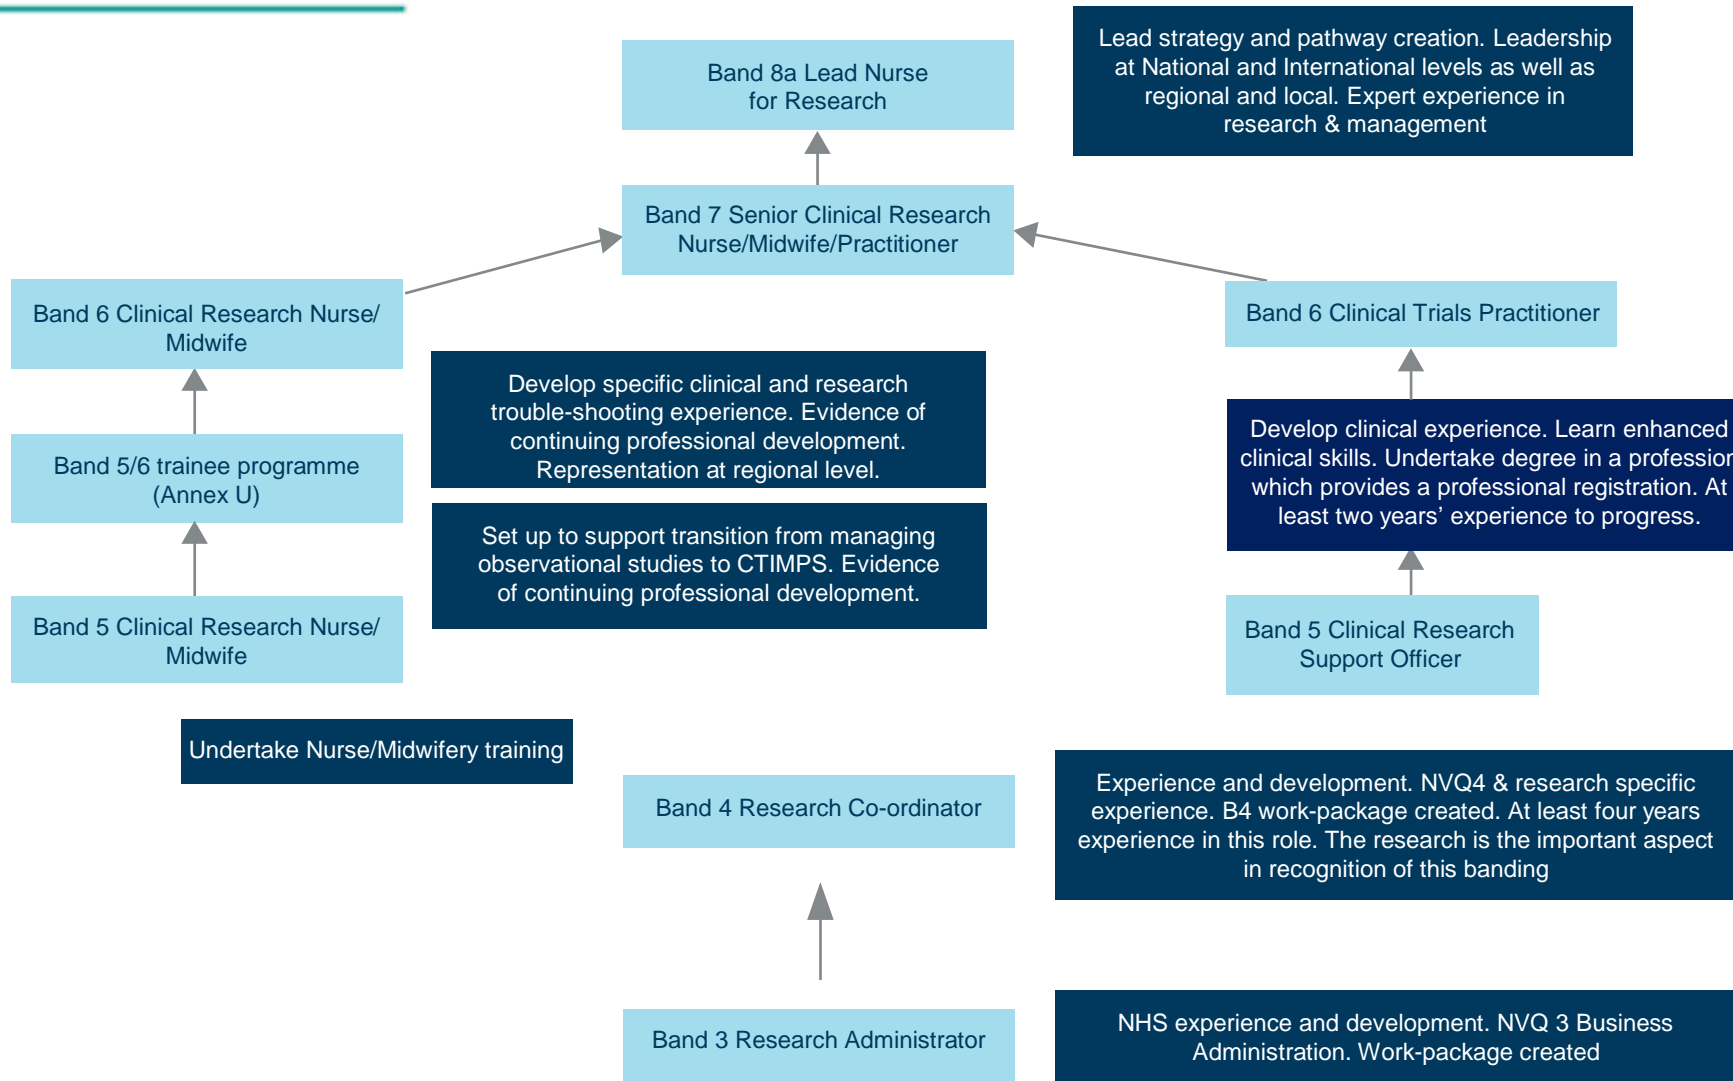 Band 8a Lead Nurse
for Research
Lead strategy and pathway creation. Leadership
at National and International levels as well as
regional and local. Expert experience in
research & management
Band 7 Senior Clinical Research
Nurse/Midwife/Practitioner
Band 6 Clinical Research Nurse/
Midwife
Band 6 Clinical Trials Practitioner
Develop specific clinical and research
trouble-shooting experience. Evidence of
continuing professional development.
Representation at regional level.
Band 5/6 trainee programme
(Annex U)
Develop clinical experience. Learn enhanced
clinical skills. Undertake degree in a profession
which provides a professional registration. At
least two years’ experience to progress.
Set up to support transition from managing
observational studies to CTIMPS. Evidence
of continuing professional development.
Band 5 Clinical Research Nurse/
Midwife
Band 5 Clinical Research
Support Officer
Undertake Nurse/Midwifery training
Band 4 Research Co-ordinator
Experience and development. NVQ4 & research specific
experience. B4 work-package created. At least four years
experience in this role. The research is the important aspect
in recognition of this banding
Band 3 Research Administrator
NHS experience and development. NVQ 3 Business
Administration. Work-package created